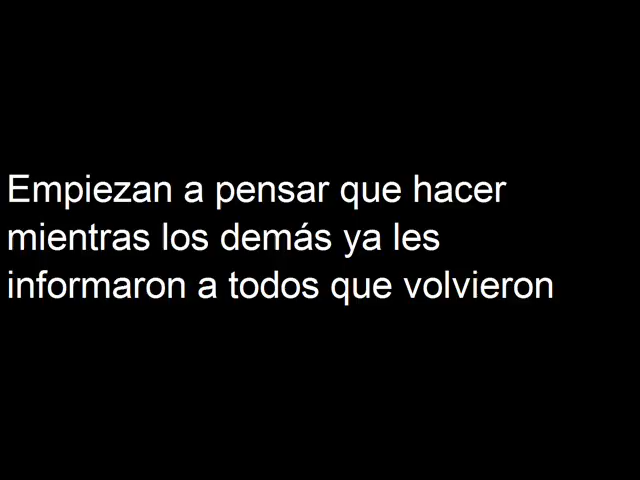 Empiezan a pensar que hacer
mientras los demás ya les
informaron a todos que volvieron